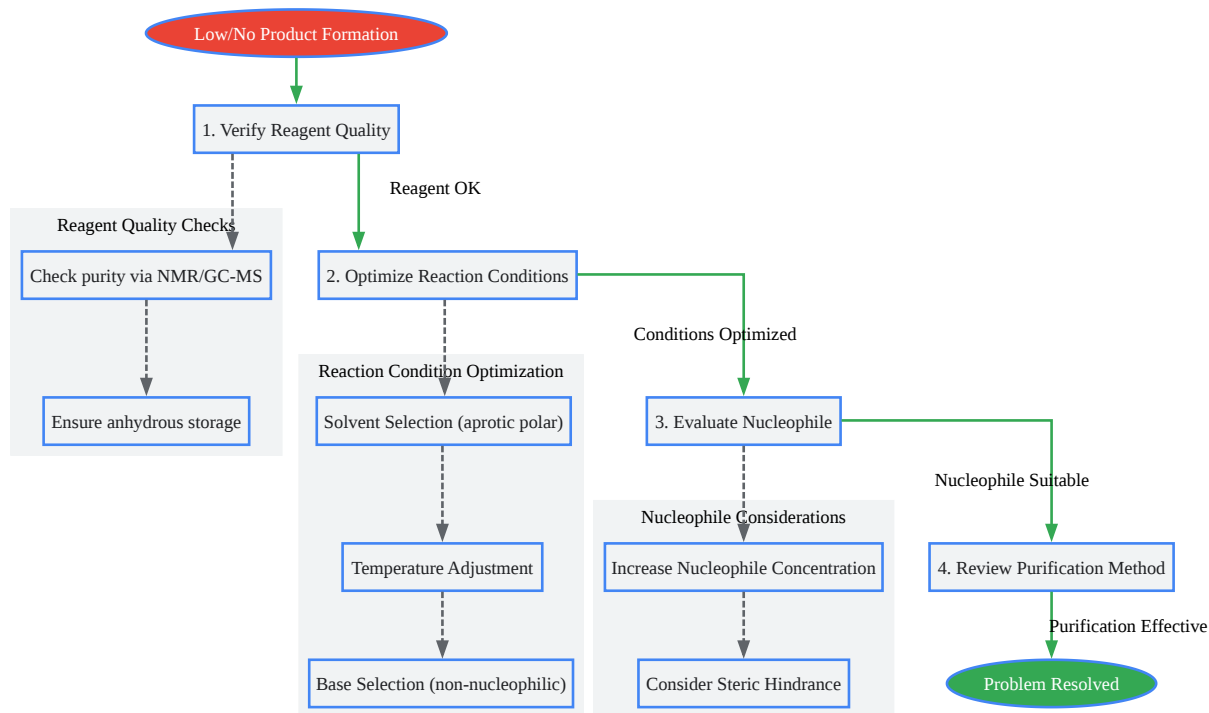 Low/No Product Formation
1. Verify Reagent Quality
Reagent OK
Reagent Quality Checks
Check purity via NMR/GC-MS
2. Optimize Reaction Conditions
Conditions Optimized
Reaction Condition Optimization
Ensure anhydrous storage
Solvent Selection (aprotic polar)
3. Evaluate Nucleophile
Nucleophile Suitable
Nucleophile Considerations
Temperature Adjustment
Increase Nucleophile Concentration
4. Review Purification Method
Purification Effective
Base Selection (non-nucleophilic)
Consider Steric Hindrance
Problem Resolved